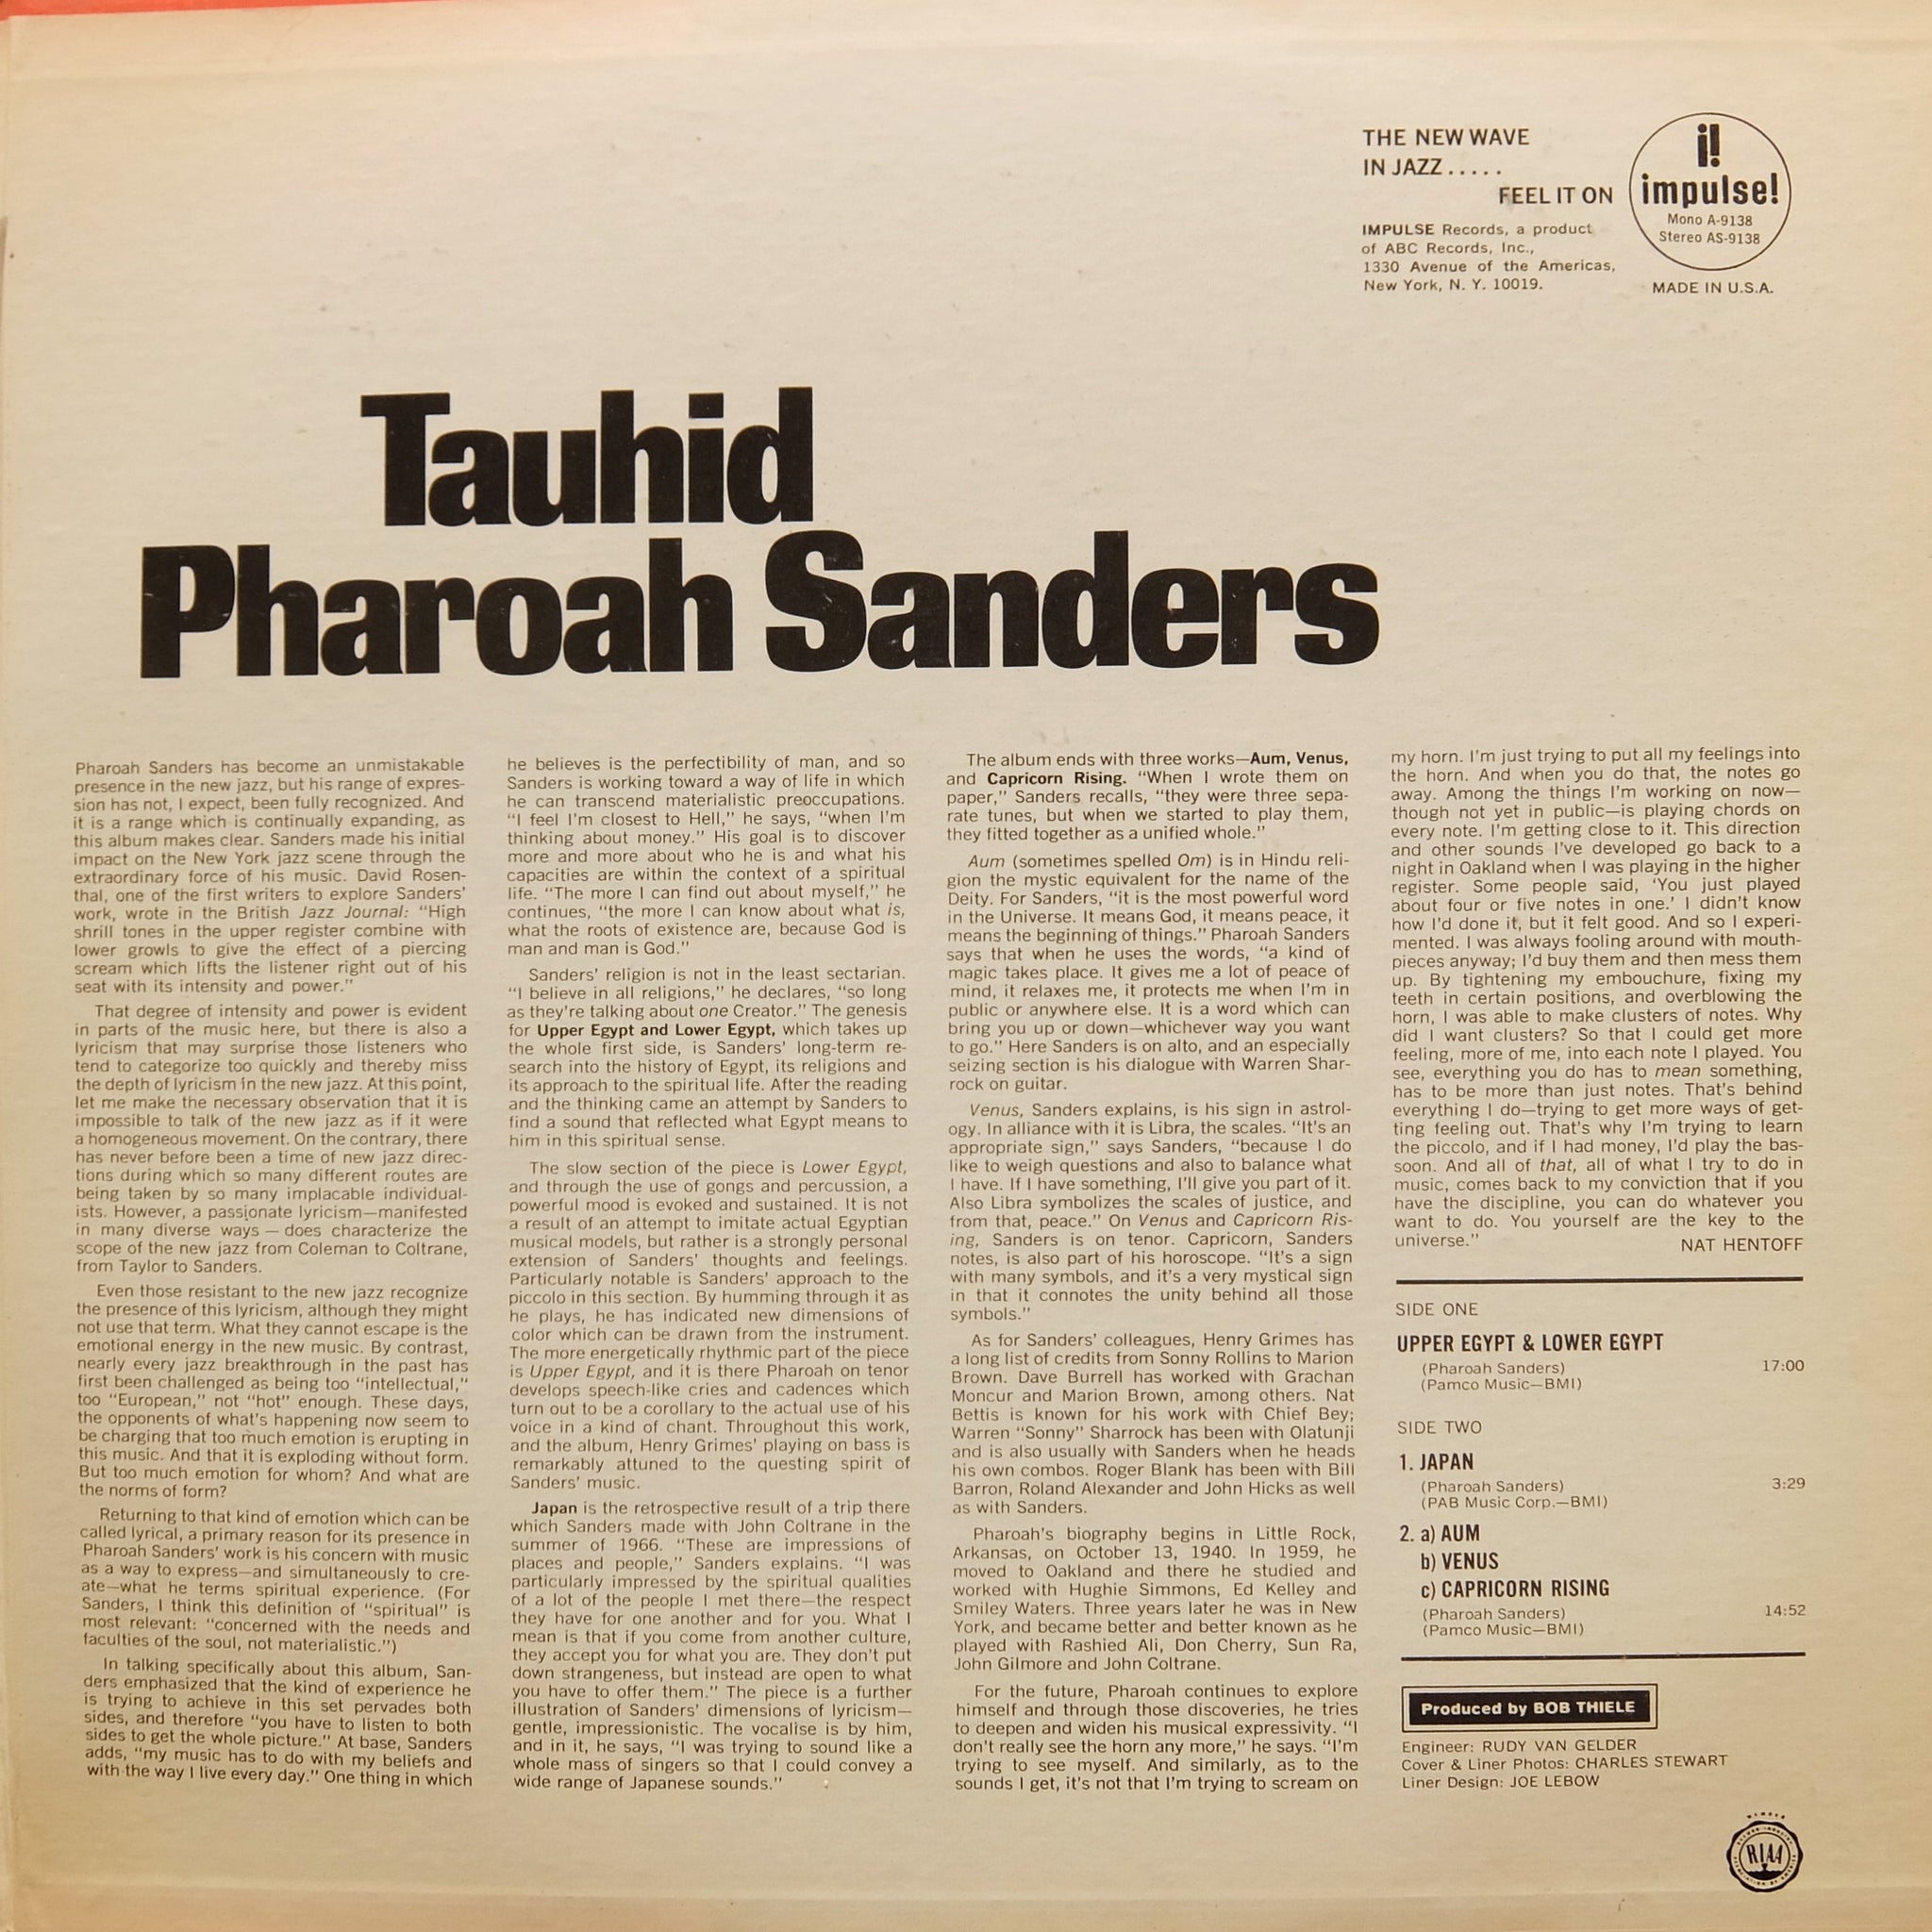 THE NEW WAVE
IN JAZZ.....
FEEL IT ON
i!
impulse!
Mono A-9138
Stereo AS-9138
IMPULSE Records, a product
of ABC Records, Inc.,
1330 Avenue of the Americas,
New York, N. Y. 10019.
MADE IN U.S.A.
Tauhid
Pharoah Sanders
Pharoah Sanders has become an unmistakable
presence in the new jazz, but his range of expres-
sion has not, I expect, been fully recognized. And
it is a range which is continually expanding, as
this album makes clear. Sanders made his initial
impact on the New York jazz scene through the
extraordinary force of his music. David Rosen-
thal, one of the first writers to explore Sanders'
work, wrote in the British Jazz Journal: "High
shrill tones in the upper register combine with
lower growls to give the effect of a piercing
scream which lifts the listener right out of his
seat with its intensity and power."
That degree of intensity and power is evident
in parts of the music here, but there is also a
lyricism that may surprise those listeners who
tend to categorize too quickly and thereby miss
the depth of lyricism in the new jazz. At this point,
let me make the necessary observation that it is
impossible to talk of the new jazz as if it were
a homogeneous movement. On the contrary, there
has never before been a time of new jazz direc-
tions during which so many different routes are
being taken by so many implacable individual-
ists. However, a passionate lyricism—manifested
in many diverse ways — does characterize the
scope of the new jazz from Coleman to Coltrane,
from Taylor to Sanders.
Even those resistant to the new jazz recognize
the presence of this lyricism, although they might
not use that term. What they cannot escape is the
emotional energy in the new music. By contrast,
nearly every jazz breakthrough in the past has
first been challenged as being too "intellectual,"
too "European," not "hot" enough. These days,
the opponents of what's happening now seem to
be charging that too much emotion is erupting in
this music. And that it is exploding without form.
But too much emotion for whom? And what are
the norms of form?
Returning to that kind of emotion which can be
called lyrical, a primary reason for its presence in
Pharoah Sanders' work is his concern with music
as a way to express—and simultaneously to cre-
ate—what he terms spiritual experience. (For
Sanders, I think this definition of "spiritual" is
most relevant: "concerned with the needs and
faculties of the soul, not materialistic.")
In talking specifically about this album, San-
ders emphasized that the kind of experience he
is trying to achieve in this set pervades both
sides, and therefore "you have to listen to both
sides to get the whole picture." At base, Sanders
adds, "my music has to do with my beliefs and
with the way I live every day." One thing in which
he believes is the perfectibility of man, and so
Sanders is working toward a way of life in which
he can transcend materialistic preoccupations.
"I feel I'm closest to Hell," he says, "when I'm
thinking about money." His goal is to discover
more and more about who he is and what his
capacities are within the context of a spiritual
life. "The more I can find out about myself," he
continues, "the more I can know about what is,
what the roots of existence are, because God is
man and man is God."
Sanders' religion is not in the least sectarian.
"I believe in all religions," he declares, "so long
as they're talking about one Creator." The genesis
for Upper Egypt and Lower Egypt, which takes up
the whole first side, is Sanders' long-term re-
search into the history of Egypt, its religions and
its approach to the spiritual life. After the reading
and the thinking came an attempt by Sanders to
find a sound that reflected what Egypt means to
him in this spiritual sense.
The slow section of the piece is Lower Egypt,
and through the use of gongs and percussion, a
powerful mood is evoked and sustained. It is not
a result of an attempt to imitate actual Egyptian
musical models, but rather is a strongly personal
extension of Sanders' thoughts and feelings.
Particularly notable is Sanders' approach to the
piccolo in this section. By humming through it as
he plays, he has indicated new dimensions of
color which can be drawn from the instrument.
The more energetically rhythmic part of the piece
is Upper Egypt, and it is there Pharoah on tenor
develops speech-like cries and cadences which
turn out to be a corollary to the actual use of his
voice in a kind of chant. Throughout this work,
and the album, Henry Grimes' playing on bass is
remarkably attuned to the questing spirit of
Sanders' music.
Japan is the retrospective result of a trip there
which Sanders made with John Coltrane in the
summer of 1966. "These are impressions of
places and people," Sanders explains. "I was
particularly impressed by the spiritual qualities
of a lot of the people I met there—the respect
they have for one another and for you. What I
mean is that if you come from another culture,
they accept you for what you are. They don't put
down strangeness, but instead are open to what
you have to offer them." The piece is a further
illustration of Sanders' dimensions of lyricism—
gentle, impressionistic. The vocalise is by him,
and in it, he says, "I was trying to sound like a
whole mass of singers so that I could convey a
wide range of Japanese sounds."
The album ends with three works—Aum, Venus,
and Capricorn Rising. "When I wrote them on
paper," Sanders recalls, "they were three sepa-
rate tunes, but when we started to play them,
they fitted together as a unified whole."
Aum (sometimes spelled Om) is in Hindu reli-
gion the mystic equivalent for the name of the
Deity. For Sanders, "it is the most powerful word
in the Universe. It means God, it means peace, it
means the beginning of things." Pharoah Sanders
says that when he uses the words, "a kind of
magic takes place. It gives me a lot of peace of
mind, it relaxes me, it protects me when I'm in
public or anywhere else. It is a word which can
bring you up or down—whichever way you want
to go." Here Sanders is on alto, and an especially
seizing section is his dialogue with Warren Shar-
rock on guitar.
Venus, Sanders explains, is his sign in astrol-
ogy. In alliance with it is Libra, the scales. "It's an
appropriate sign," says Sanders, "because I do
like to weigh questions and also to balance what
I have. If I have something, I'll give you part of it.
Also Libra symbolizes the scales of justice, and
from that, peace." On Venus and Capricorn Ris-
ing, Sanders is on tenor. Capricorn, Sanders
notes, is also part of his horoscope. "It's a sign
with many symbols, and it's a very mystical sign
in that it connotes the unity behind all those
symbols."
As for Sanders' colleagues, Henry Grimes has
a long list of credits from Sonny Rollins to Marion
Brown. Dave Burrell has worked with Grachan
Moncur and Marion Brown, among others. Nat
Bettis is known for his work with Chief Bey;
Warren "Sonny" Sharrock has been with Olatunji
and is also usually with Sanders when he heads
his own combos. Roger Blank has been with Bill
Barron, Roland Alexander and John Hicks as well
as with Sanders.
Pharoah's biography begins in Little Rock,
Arkansas, on October 13, 1940. In 1959, he
moved to Oakland and there he studied and
worked with Hughie Simmons, Ed Kelley and
Smiley Waters. Three years later he was in New
York, and became better and better known as he
played with Rashied Ali, Don Cherry, Sun Ra,
John Gilmore and John Coltrane.
For the future, Pharoah continues to explore
himself and through those discoveries, he tries
to deepen and widen his musical expressivity. "I
don't really see the horn any more," he says. "I'm
trying to see myself. And similarly, as to the
sounds I get, it's not that I'm trying to scream on
my horn. I'm just trying to put all my feelings into
the horn. And when you do that, the notes go
away. Among the things I'm working on now—
though not yet in public—is playing chords on
every note. I'm getting close to it. This direction
and other sounds I've developed go back to a
night in Oakland when I was playing in the higher
register. Some people said, 'You just played
about four or five notes in one.' I didn't know
how I'd done it, but it felt good. And so I experi-
mented. I was always fooling around with mouth-
pieces anyway; I'd buy them and then mess them
up. By tightening my embouchure, fixing my
teeth in certain positions, and overblowing the
horn, I was able to make clusters of notes. Why
did I want clusters? So that I could get more
feeling, more of me, into each note I played. You
see, everything you do has to mean something,
has to be more than just notes. That's behind
everything I do—trying to get more ways of get-
ting feeling out. That's why I'm trying to learn
the piccolo, and if I had money, I'd play the bas-
soon. And all of that, all of what I try to do in
music, comes back to my conviction that if you
have the discipline, you can do whatever you
want to do. You yourself are the key to the
universe."
NAT HENTOFF
SIDE ONE
UPPER EGYPT & LOWER EGYPT
(Pharoah Sanders) 17:00
(Pamco Music—BMI)
SIDE TWO
1. JAPAN
(Pharoah Sanders) 3:29
(PAB Music Corp.—BMI)
2. a) AUM
b) VENUS
c) CAPRICORN RISING
(Pharoah Sanders) 14:52
(Pamco Music—BMI)
Produced by BOB THIELE
Engineer: RUDY VAN GELDER
Cover & Liner Photos: CHARLES STEWART
Liner Design: JOE LEBOW
RIAA